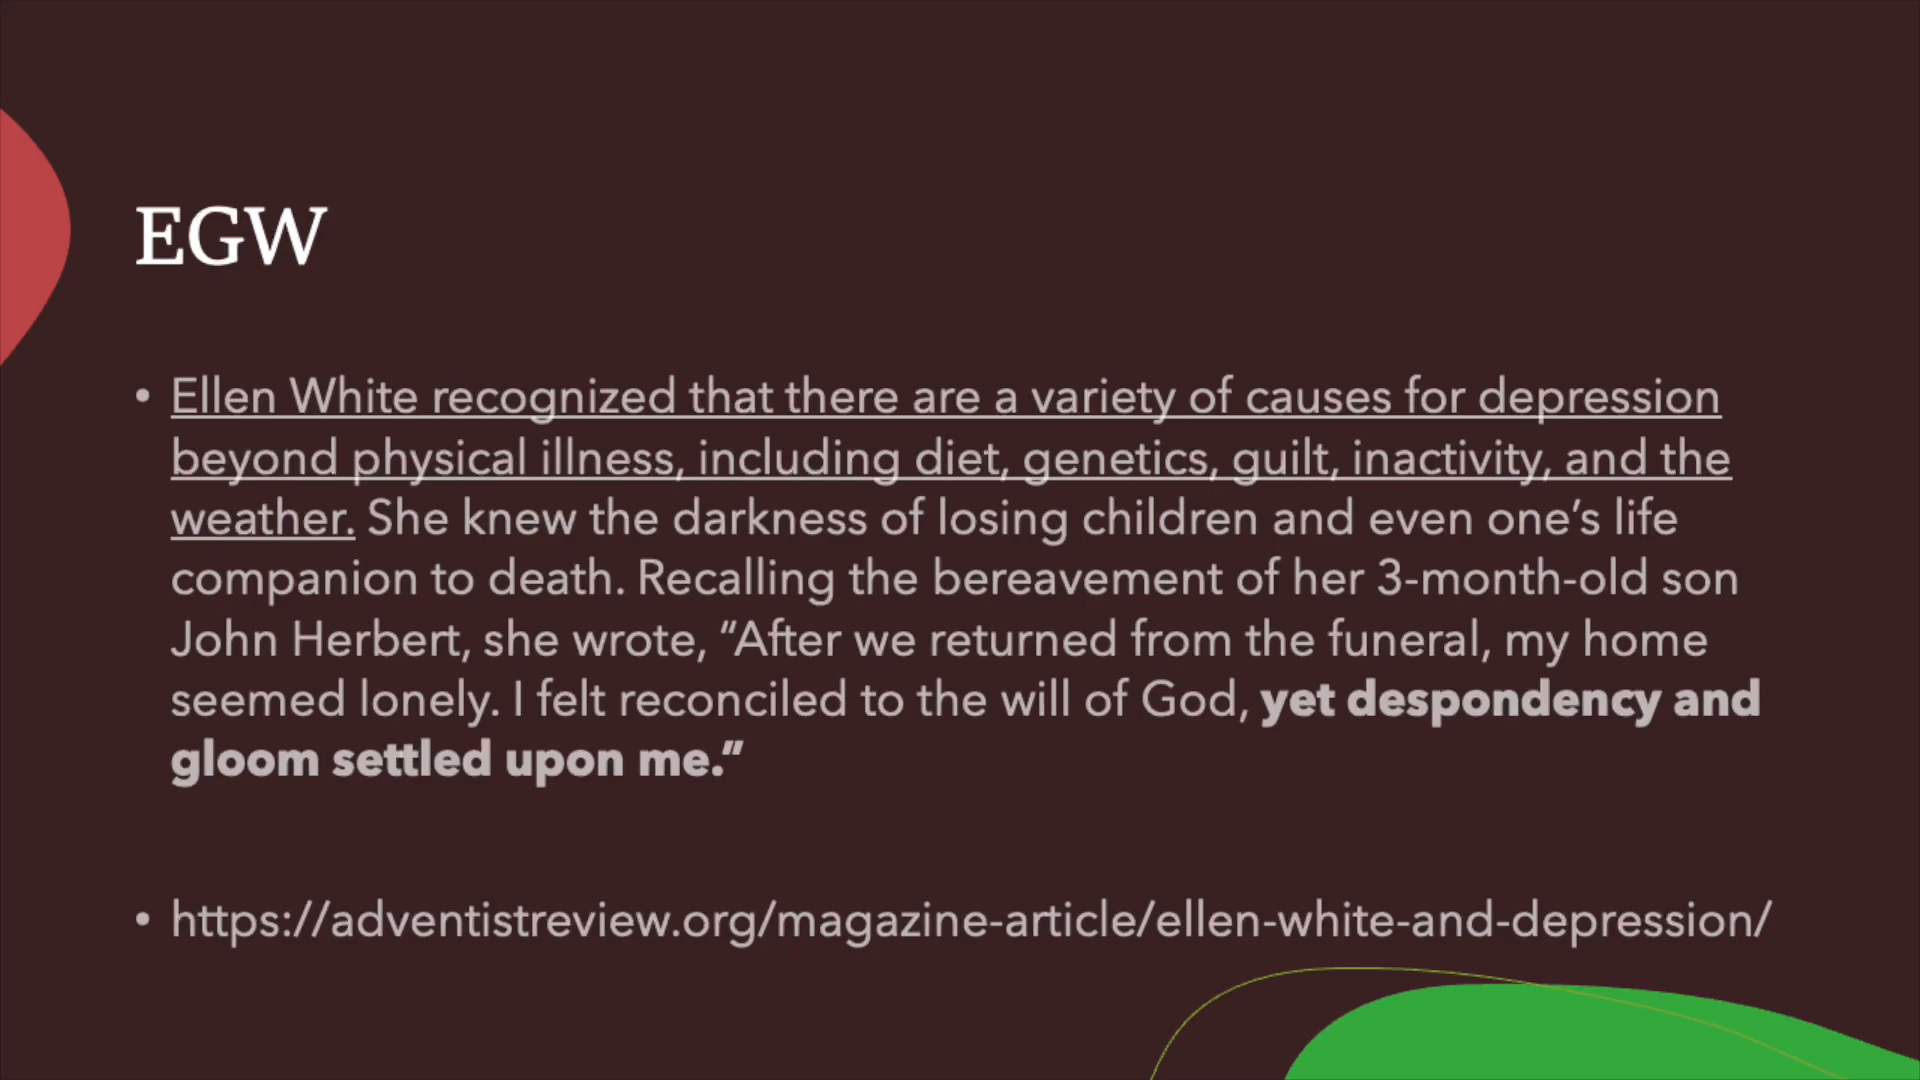 EGW
• Ellen White recognized that there are a variety of causes for depression
beyond physical illness, including diet, genetics, guilt, inactivity, and the
weather. She knew the darkness of losing children and even one’s life
companion to death. Recalling the bereavement of her 3-month-old son
John Herbert, she wrote, “After we returned from the funeral, my home
seemed lonely. I felt reconciled to the will of God, yet despondency and
gloom settled upon me.”
• https://adventistreview.org/magazine-article/ellen-white-and-depression/